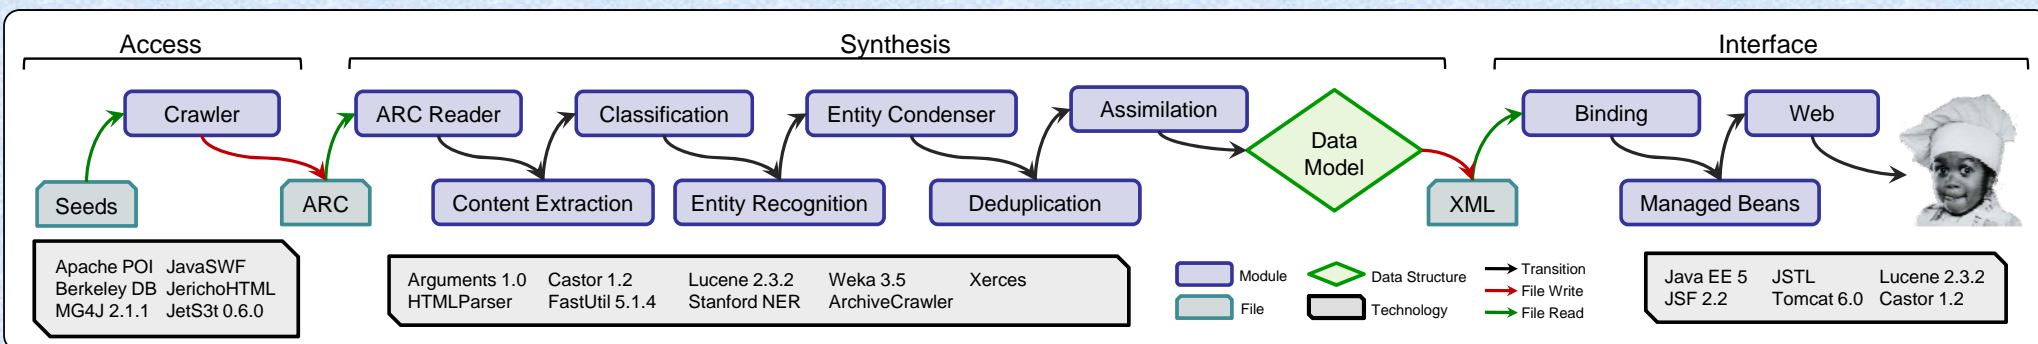 Access
Synthesis
Interface
Crawler
ARC Reader
Classification
Entity Condenser
Assimilation
Binding
Web
Data
Model
Seeds
ARC
Content Extraction
Entity Recognition
Deduplication
XML
Managed Beans
Apache POI JavaSWF
Berkeley DB JerichoHTML
MG4J 2.1.1 JetS3t 0.6.0
Arguments 1.0 Castor 1.2 Lucene 2.3.2 Weka 3.5 Xerces
HTMLParser FastUtil 5.1.4 Stanford NER ArchiveCrawler
Module Data Structure Transition
File Write
File Technology File Read
Java EE 5 JSTL Lucene 2.3.2
JSF 2.2 Tomcat 6.0 Castor 1.2